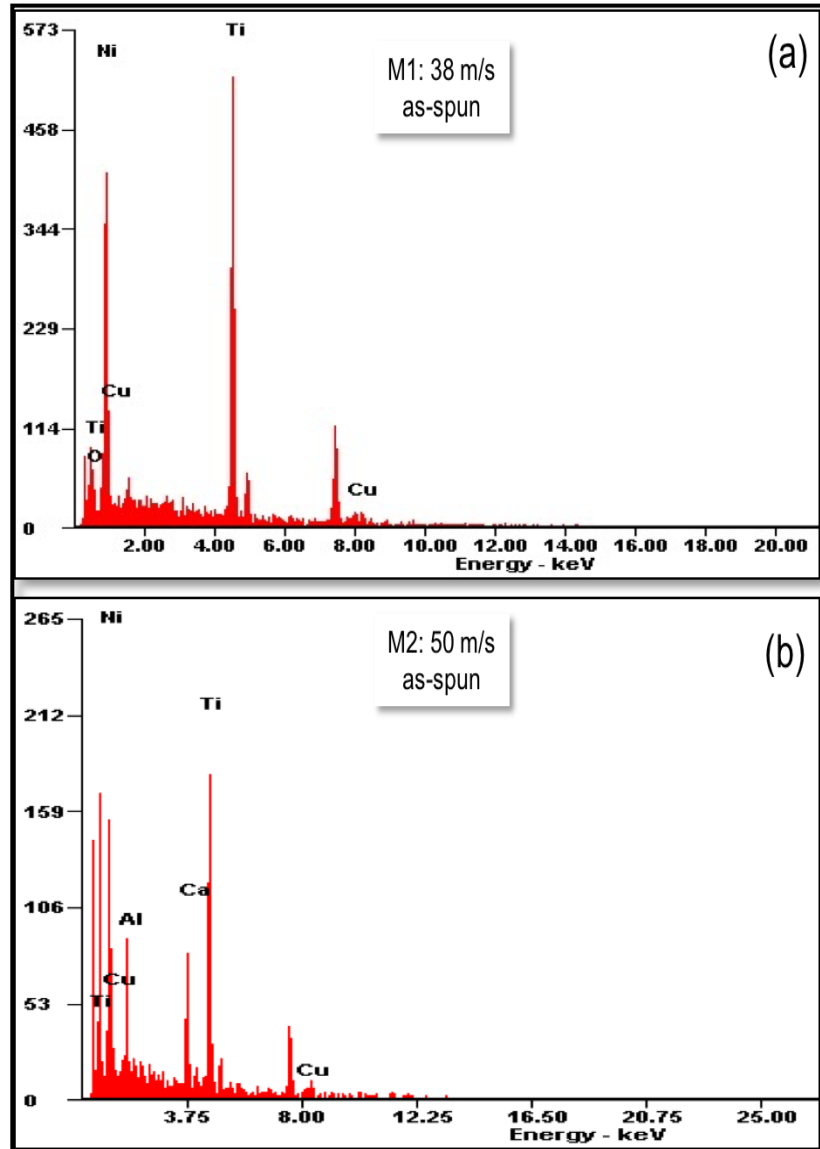 573
Ti
Ni
M1: 38 m/s
as-spun
(a)
458
344
229
Cu
114
Ti
O
Cu
0
2.00 4.00 6.00 8.00 10.00 12.00 14.00 16.00 18.00 20.00
Energy - keV
265
Ni
M2: 50 m/s
as-spun
(b)
212
Ti
159
106
Ca
Al
Cu
53
Ti
Cu
0
3.75 8.00 12.25 16.50 20.75 25.00
Energy - keV